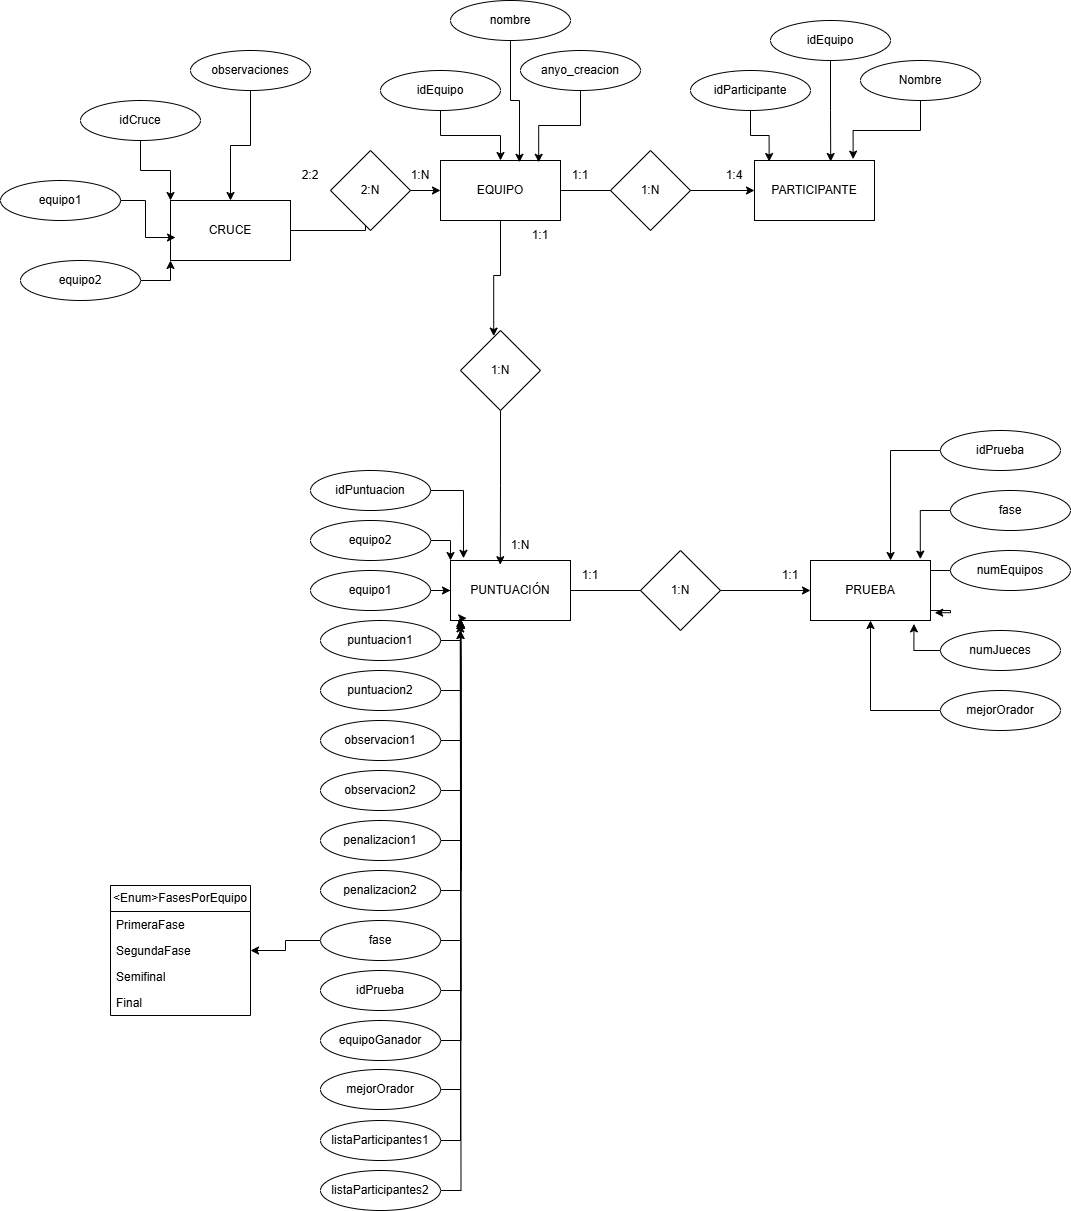 nombre
idEquipo
observaciones
anyo_creacion
idEquipo
idParticipante
Nombre
idCruce
2:2
2:N
1:N
EQUIPO
1:1
1:N
1:4
PARTICIPANTE
equipo1
CRUCE
1:1
equipo2
1:N
idPrueba
idPuntuacion
fase
equipo2
1:N
numEquipos
equipo1
PUNTUACIÓN
1:1
1:N
1:1
PRUEBA
puntuacion1
numJueces
puntuacion2
mejorOrador
observacion1
observacion2
penalizacion1
penalizacion2
<Enum>FasesPorEquipo
PrimeraFase
SegundaFase
Semifinal
Final
fase
idPrueba
equipoGanador
mejorOrador
listaParticipantes1
listaParticipantes2